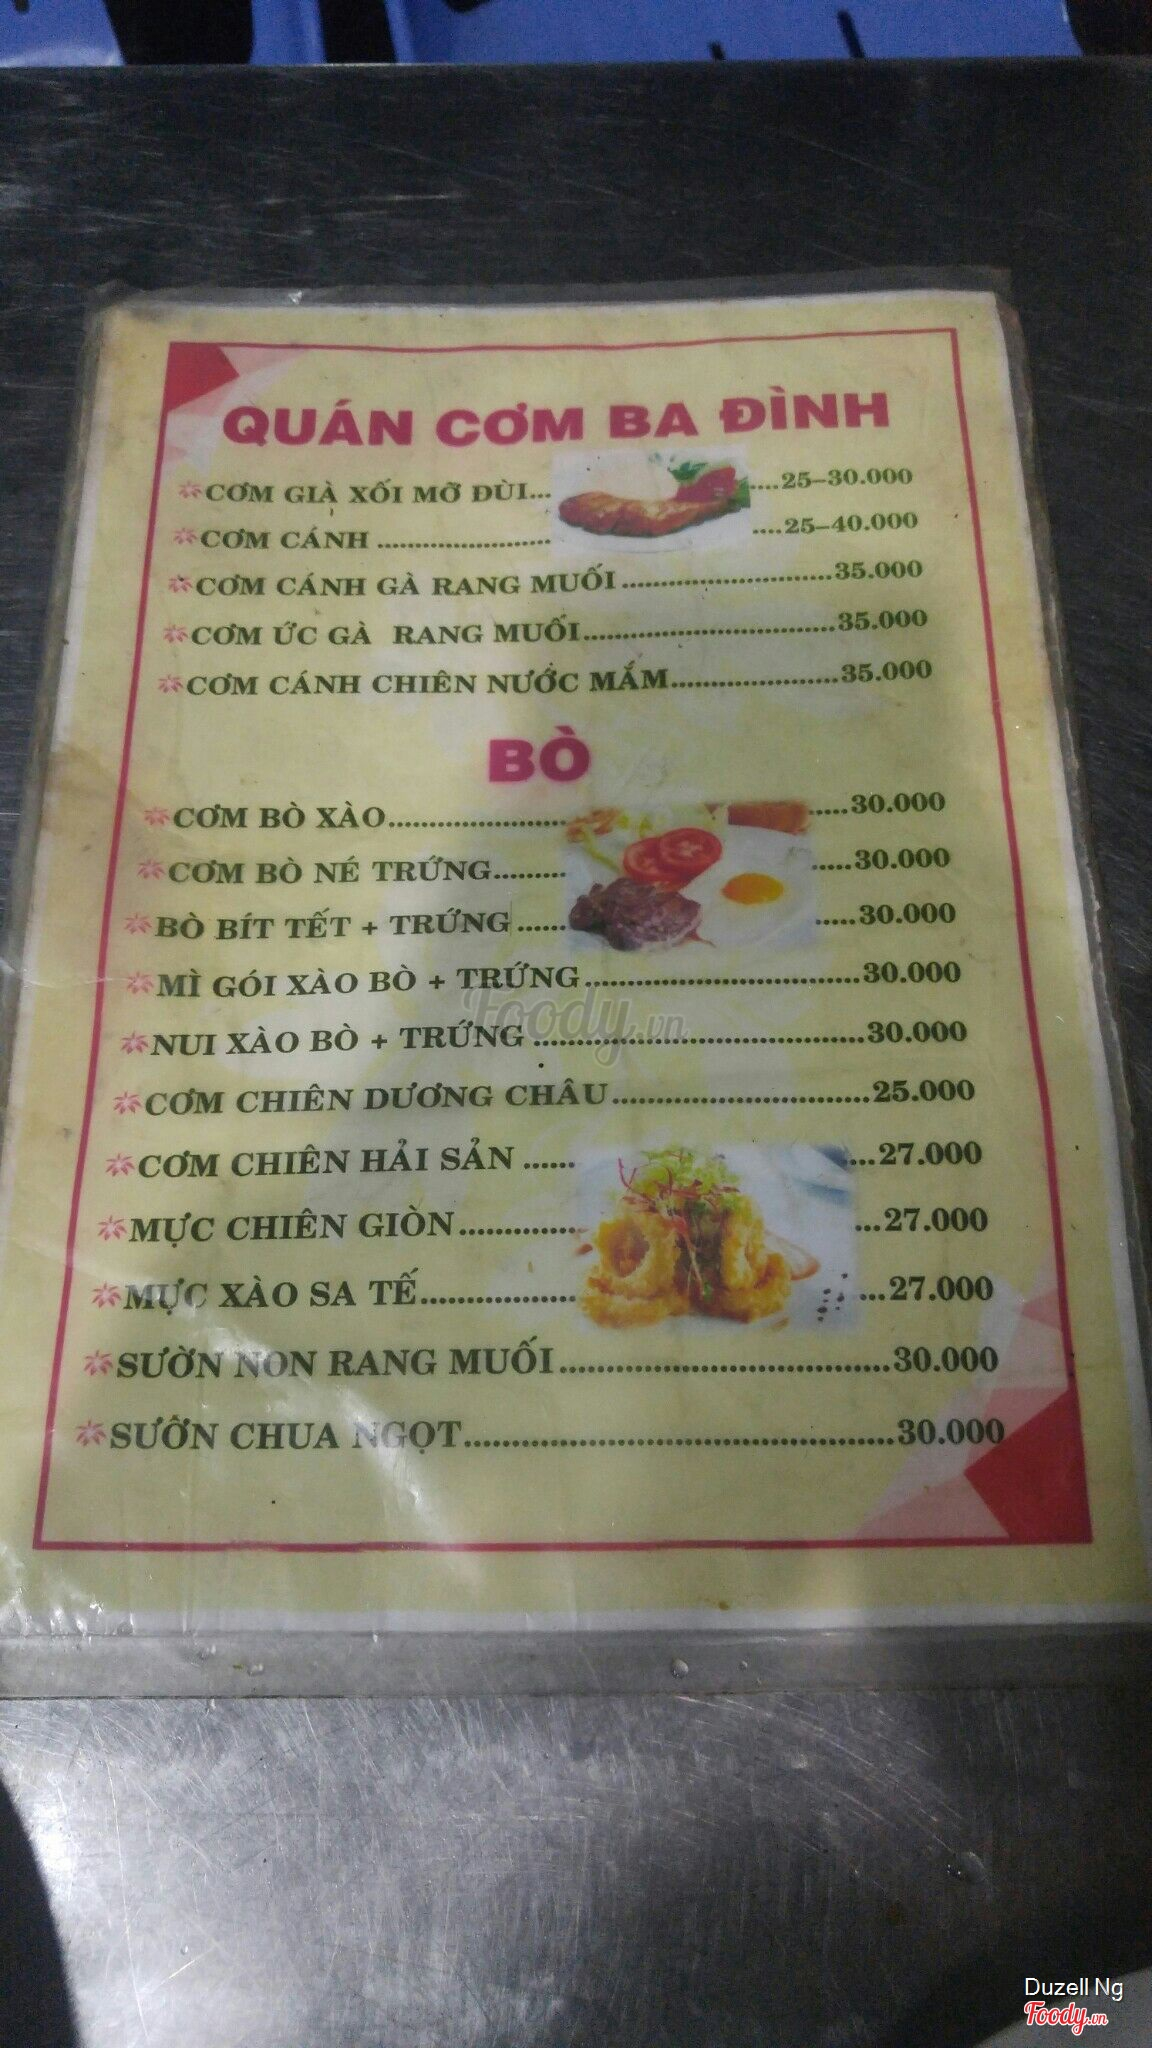 QUÁN CƠM BA ĐÌNH
CƠM GIÀ XỐI MỠ ĐÙI... ....25-30.000
CƠM CÁNH .......................... ....25-40.000
CƠM CÁNH GÀ RANG MUỐI..........................35.000
CƠM ỨC GÀ RANG MUỐI...............................35.000
CƠM CÁNH CHIÊN NƯỚC MẮM.....................35.000
BÒ
CƠM BÒ XÀO...................... .....30.000
CƠM BÒ NÉ TRỨNG......... .....30.000
BÒ BÍT TẾT + TRỨNG ...... .....30.000
MÌ GÓI XÀO BÒ + TRỨNG..................................30.000
NUI XÀO BÒ + TRỨNG .........................................30.000
CƠM CHIÊN DƯƠNG CHÂU...............................25.000
CƠM CHIÊN HẢI SẢN ...... ...27.000
MỰC CHIÊN GIÒN............. ...27.000
MỰC XÀO SA TẾ.................. ...27.000
SƯỜN NON RANG MUỐI......................................30.000
SƯỜN CHUA NGỌT.................................................30.000
Foody.vn
Duzell Ng
Foody.vn